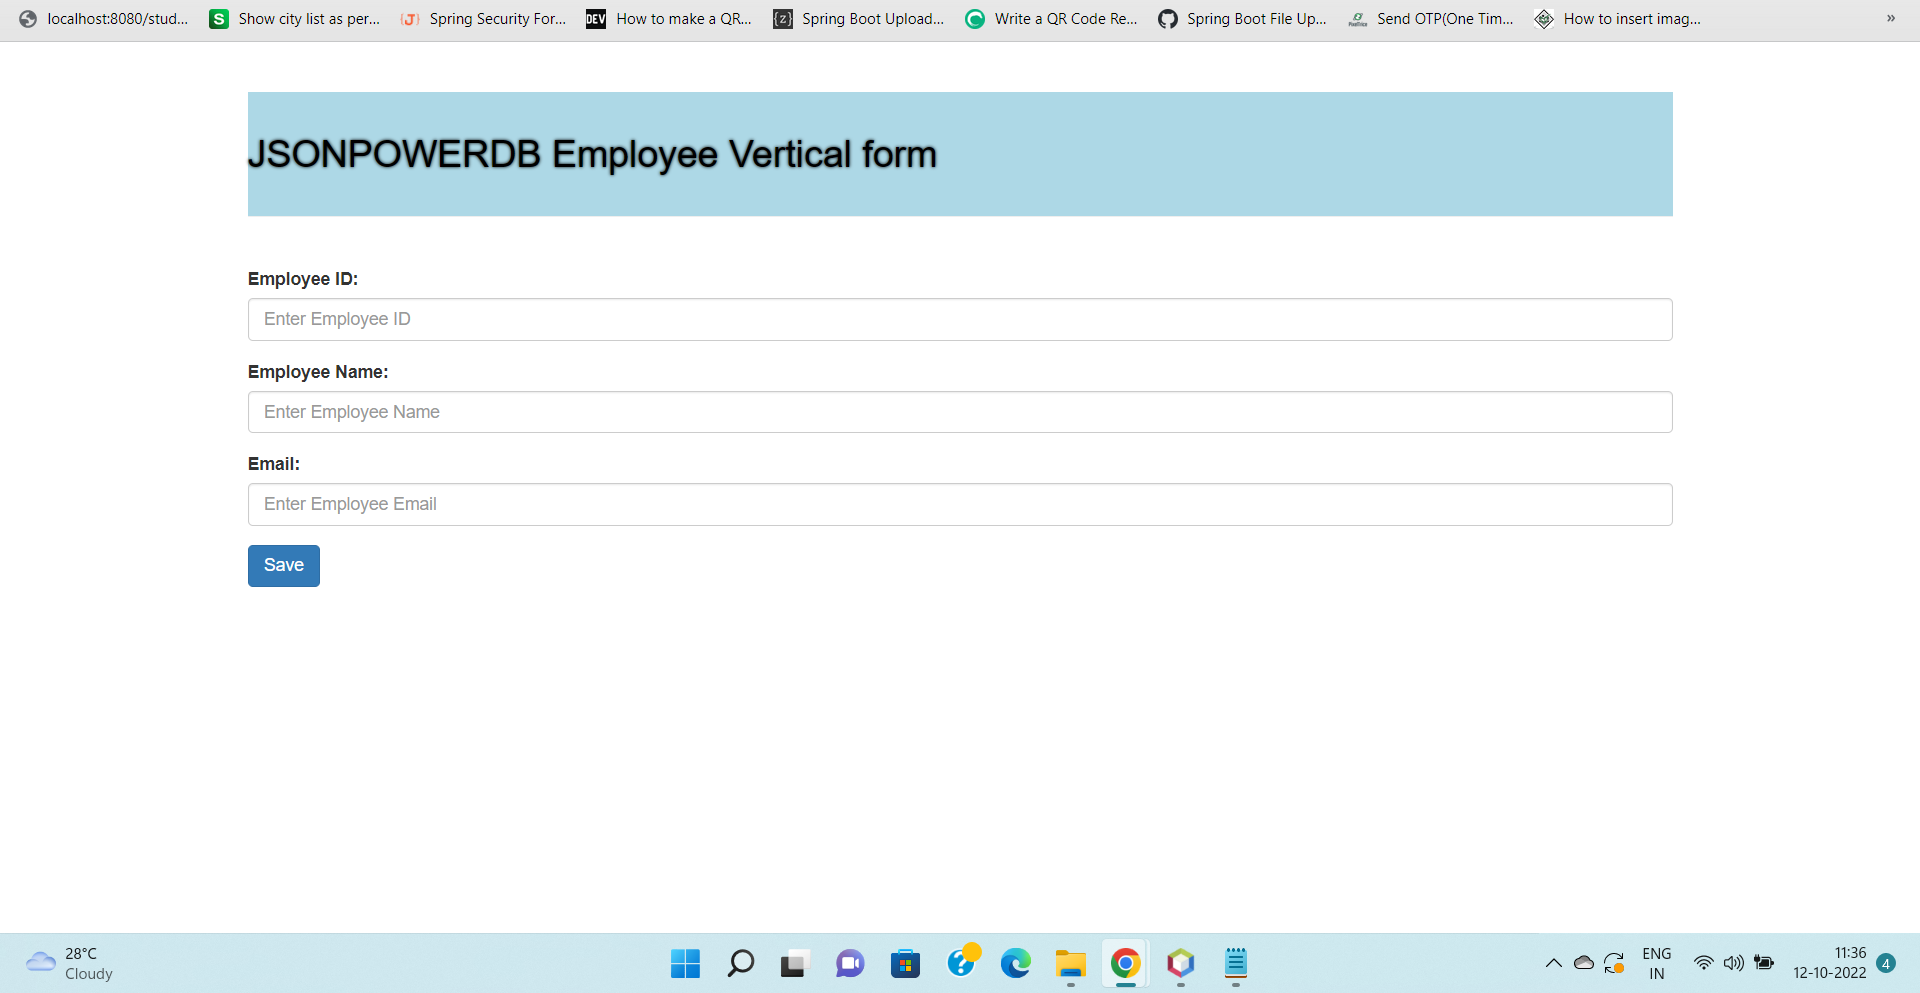 localhost:8080/stud... S Show city list as per... {J} Spring Security For... DEV How to make a QR... {z} Spring Boot Upload... Write a QR Code Re... Spring Boot File Up... Send OTP(One Tim... How to insert imag... »
JSONPOWERDB Employee Vertical form
Employee ID:
Enter Employee ID
Employee Name:
Enter Employee Name
Email:
Enter Employee Email
Save
28°C
Cloudy
ENG
IN
11:36
12-10-2022
4